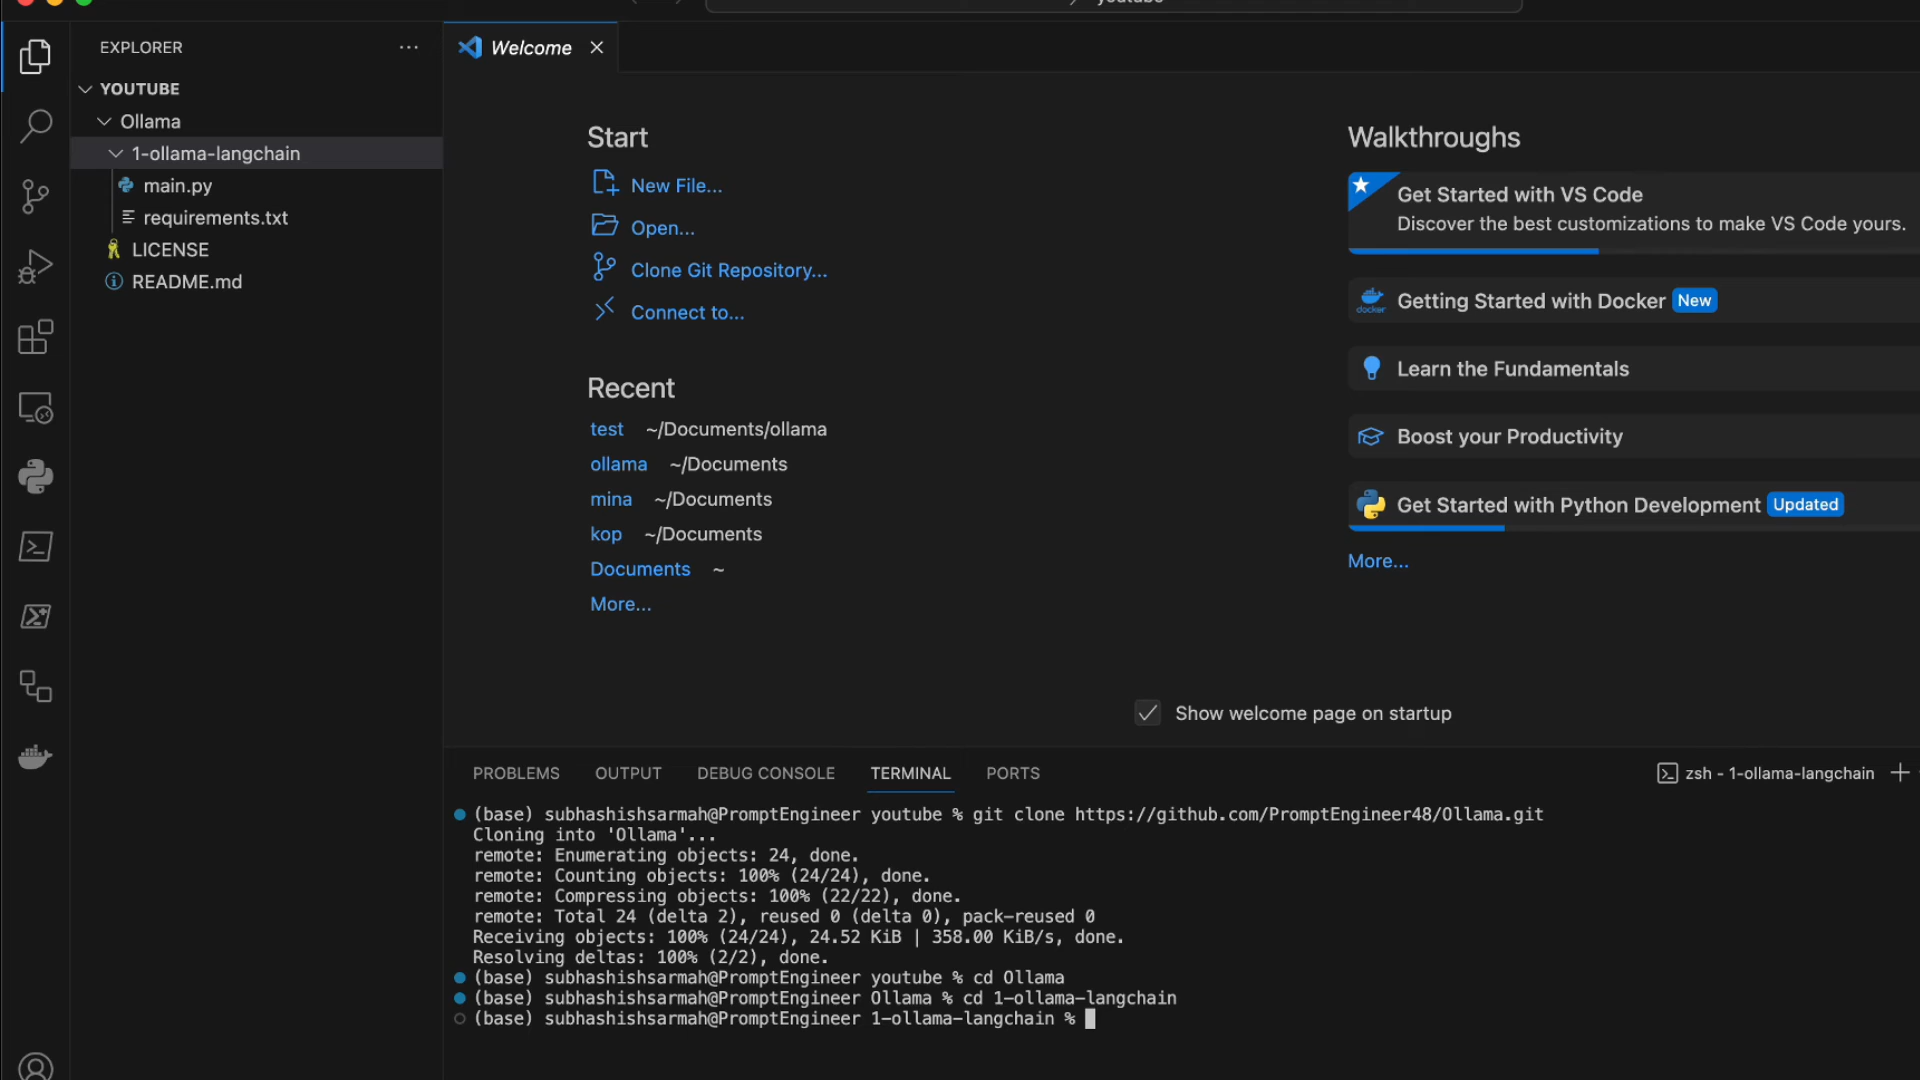 EXPLORER
YOUTUBE
Ollama
1-ollama-langchain
main.py
requirements.txt
LICENSE
README.md
Welcome
Start
New File...
Open...
Clone Git Repository...
Connect to...
Recent
test ~/Documents/ollama
ollama ~/Documents
mina ~/Documents
kop ~/Documents
Documents ~
More...
Walkthroughs
Get Started with VS Code
Discover the best customizations to make VS Code yours.
docker
Getting Started with Docker New
Learn the Fundamentals
Boost your Productivity
Get Started with Python Development Updated
More...
Show welcome page on startup
PROBLEMS OUTPUT DEBUG CONSOLE TERMINAL PORTS
zsh - 1-ollama-langchain
(base) subhashishsarmah@PromptEngineer youtube % git clone https://github.com/PromptEngineer48/Ollama.git
Cloning into 'Ollama'...
remote: Enumerating objects: 24, done.
remote: Counting objects: 100% (24/24), done.
remote: Compressing objects: 100% (22/22), done.
remote: Total 24 (delta 2), reused 0 (delta 0), pack-reused 0
Receiving objects: 100% (24/24), 24.52 KiB | 358.00 KiB/s, done.
Resolving deltas: 100% (2/2), done.
(base) subhashishsarmah@PromptEngineer youtube % cd Ollama
(base) subhashishsarmah@PromptEngineer Ollama % cd 1-ollama-langchain
(base) subhashishsarmah@PromptEngineer 1-ollama-langchain %